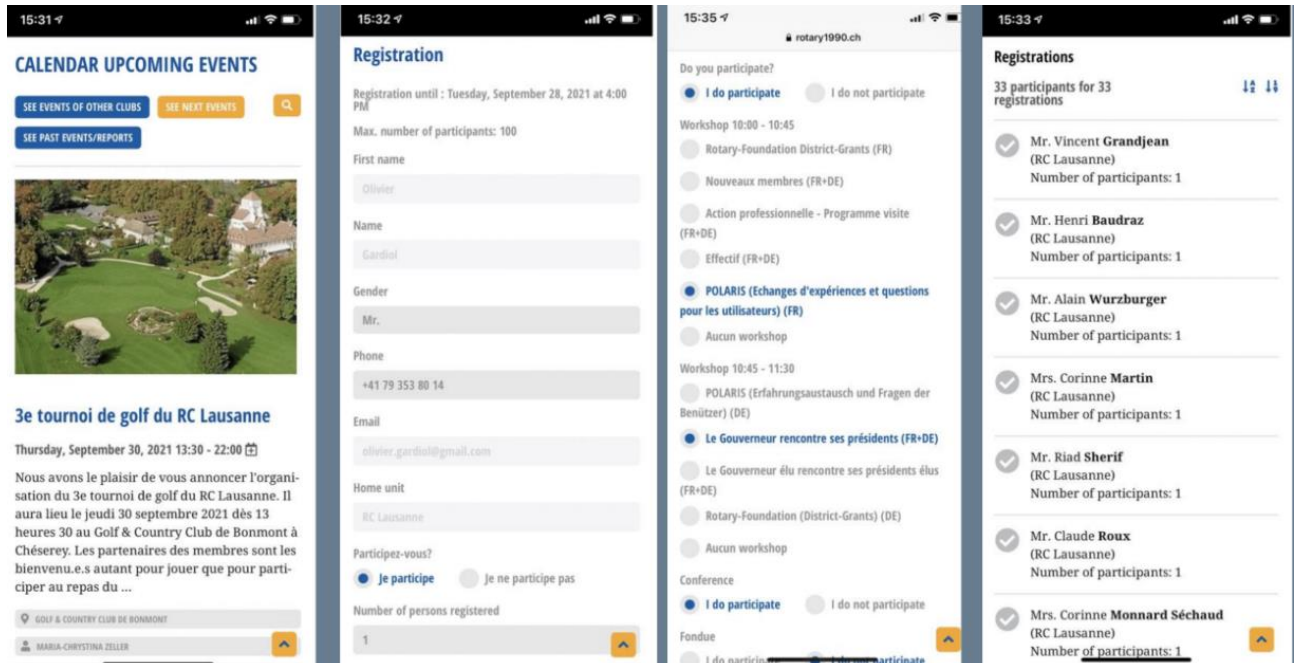 15:31
CALENDAR UPCOMING EVENTS
SEE EVENTS OF OTHER CLUBS
SEE NEXT EVENTS
SEE PAST EVENTS/REPORTS
3e tournoi de golf du RC Lausanne
Thursday, September 30, 2021 13:30 - 22:00
Nous avons le plaisir de vous annoncer l'organi-
sation du 3e tournoi de golf du RC Lausanne. Il
aura lieu le jeudi 30 septembre 2021 dès 13
heures 30 au Golf & Country Club de Bonmont à
Chéserey. Les partenaires des membres sont les
bienvenu.e.s autant pour jouer que pour parti-
ciper au repas du ...
GOLF & COUNTRY CLUB DE BONMONT
MARIA-CHRYSTINA ZELLER
15:32
Registration
Registration until : Tuesday, September 28, 2021 at 4:00
PM
Max. number of participants: 100
First name
Olivier
Name
Gardiol
Gender
Mr.
Phone
+41 79 353 80 14
Email
olivier.gardiol@gmail.com
Home unit
RC Lausanne
Participez-vous?
Je participe
Je ne participe pas
Number of persons registered
1
15:35
rotary1990.ch
Do you participate?
I do participate
I do not participate
Workshop 10:00 - 10:45
Rotary-Foundation District-Grants (FR)
Nouveaux membres (FR+DE)
Action professionnelle - Programme visite
(FR+DE)
Effectif (FR+DE)
POLARIS (Echanges d'expériences et questions
pour les utilisateurs) (FR)
Aucun workshop
Workshop 10:45 - 11:30
POLARIS (Erfahrungsaustausch und Fragen der
Benützer) (DE)
Le Gouverneur rencontre ses présidents (FR+DE)
Le Gouverneur élu rencontre ses présidents élus
(FR+DE)
Rotary-Foundation (District-Grants) (DE)
Aucun workshop
Conference
I do participate
I do not participate
Fondue
I do participate
I do not participate
15:33
Registrations
33 participants for 33
registrations
Mr. Vincent Grandjean
(RC Lausanne)
Number of participants: 1
Mr. Henri Baudraz
(RC Lausanne)
Number of participants: 1
Mr. Alain Wurzburger
(RC Lausanne)
Number of participants: 1
Mrs. Corinne Martin
(RC Lausanne)
Number of participants: 1
Mr. Riad Sherif
(RC Lausanne)
Number of participants: 1
Mr. Claude Roux
(RC Lausanne)
Number of participants: 1
Mrs. Corinne Monnard Séchaud
(RC Lausanne)
Number of participants: 1